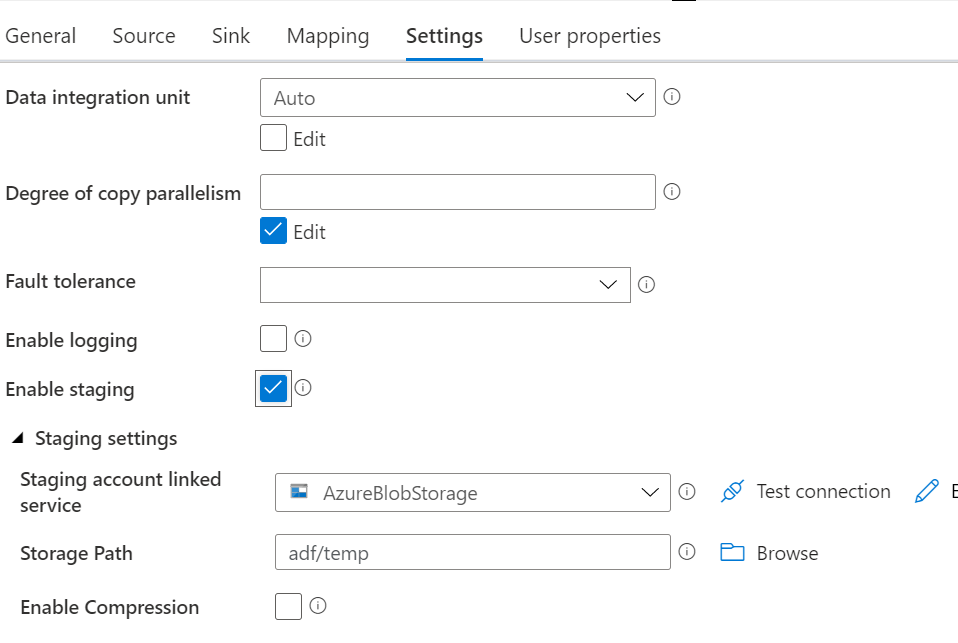 General Source Sink Mapping Settings User properties
Data integration unit Auto
Edit
Degree of copy parallelism
Edit
Fault tolerance
Enable logging
Enable staging
Staging settings
Staging account linked
service
AzureBlobStorage Test connection E
Storage Path adf/temp Browse
Enable Compression